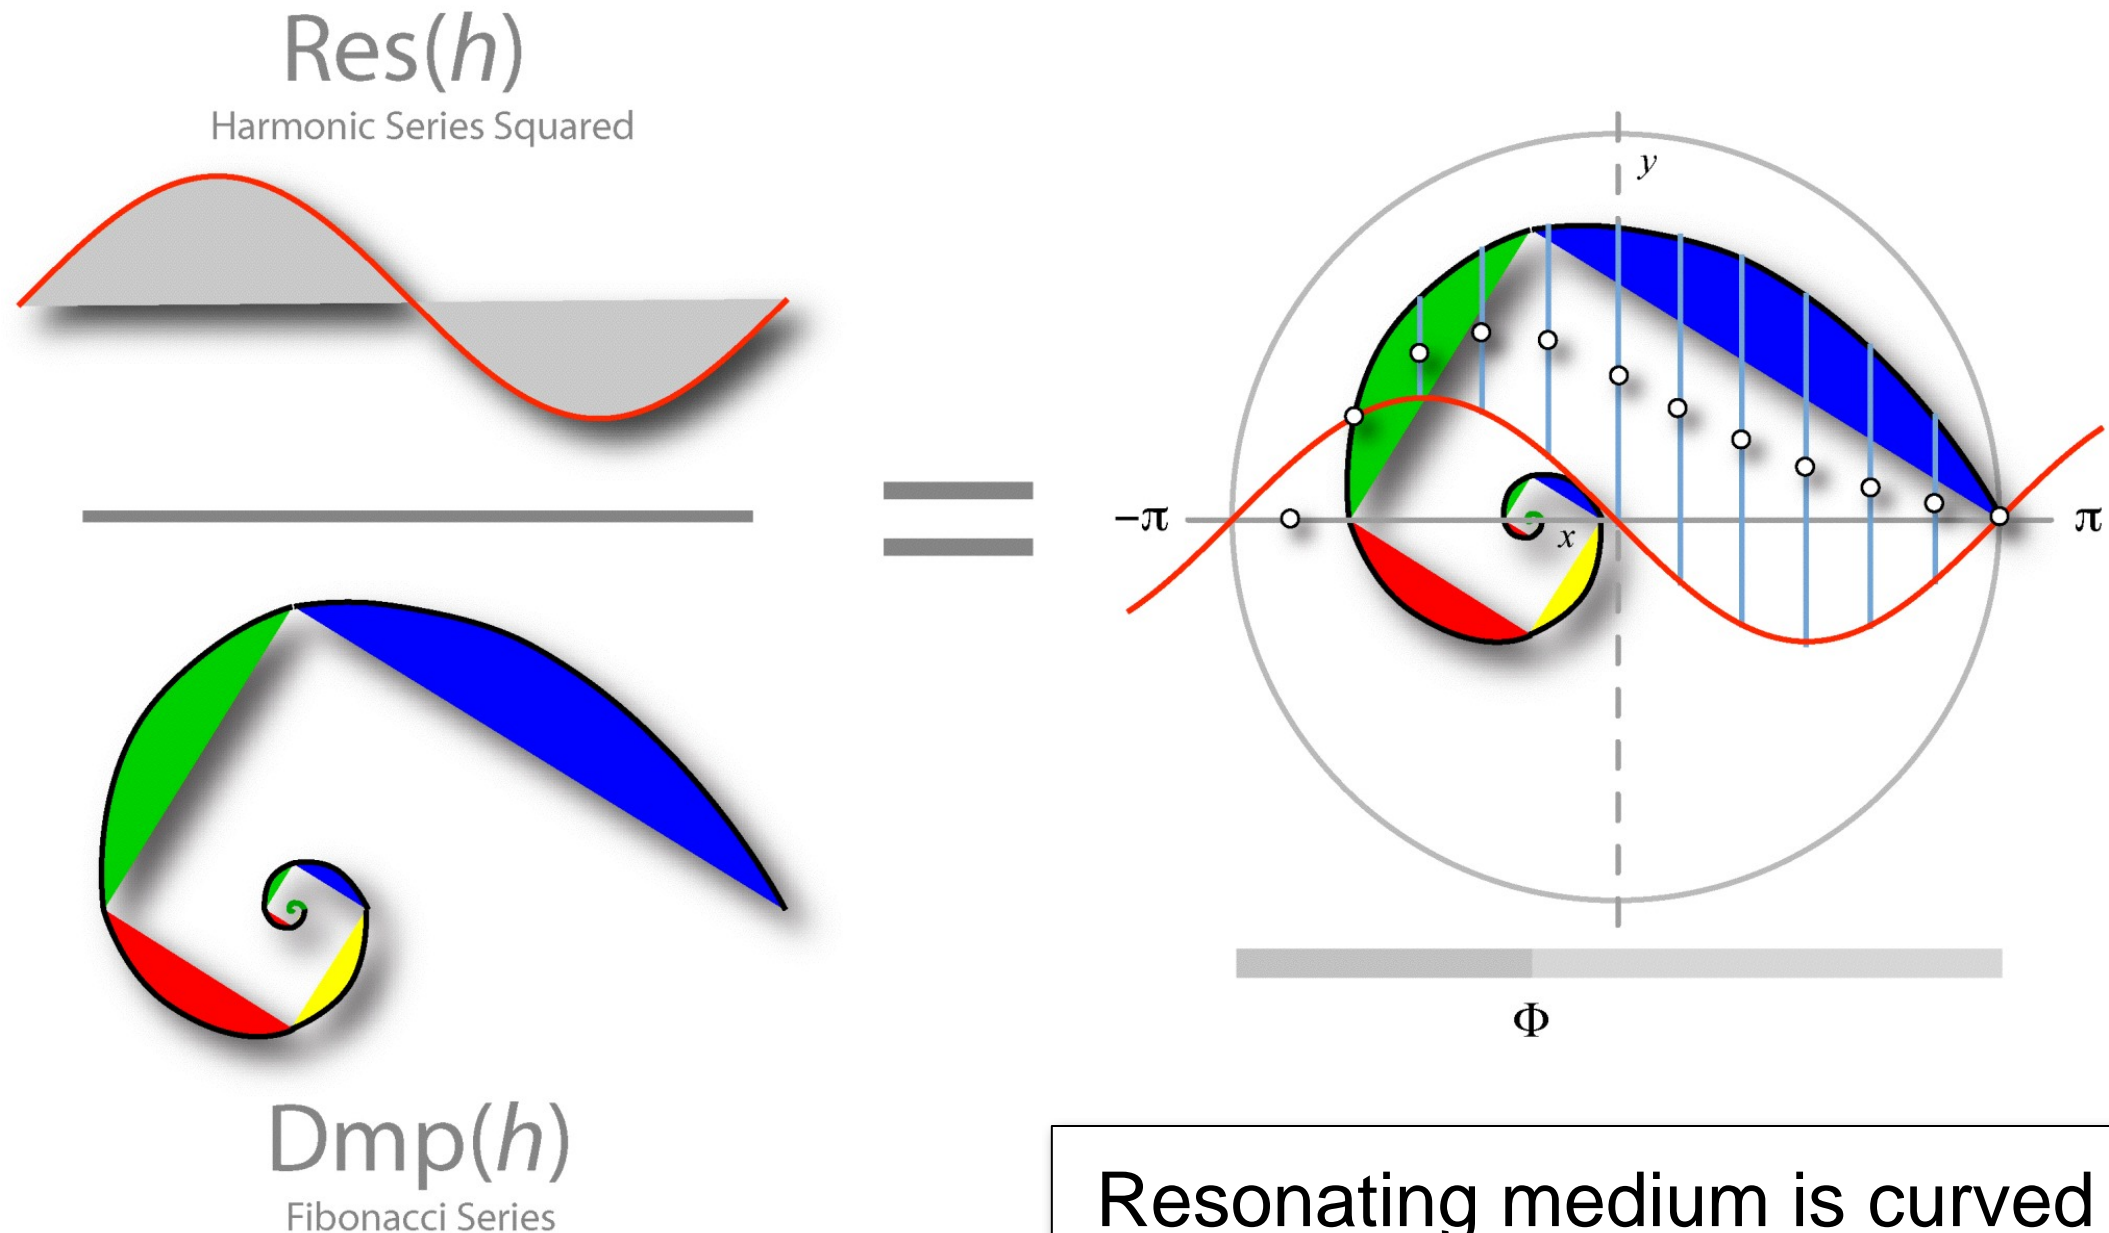 Res(h)
Harmonic Series Squared
y
−π
x
π
Φ
Dmp(h)
Fibonacci Series
Resonating medium is curved